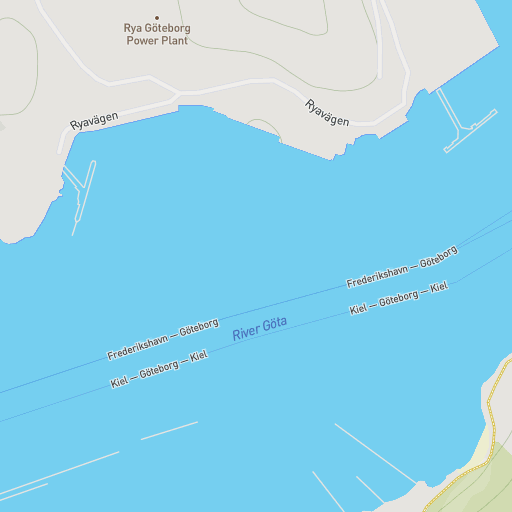 Rya Göteborg
Power Plant
Ryavägen
Ryavägen
Frederikshavn — Göteborg
Kiel — Göteborg — Kiel
River Göta
Frederikshavn — Göteborg
Kiel — Göteborg — Kiel